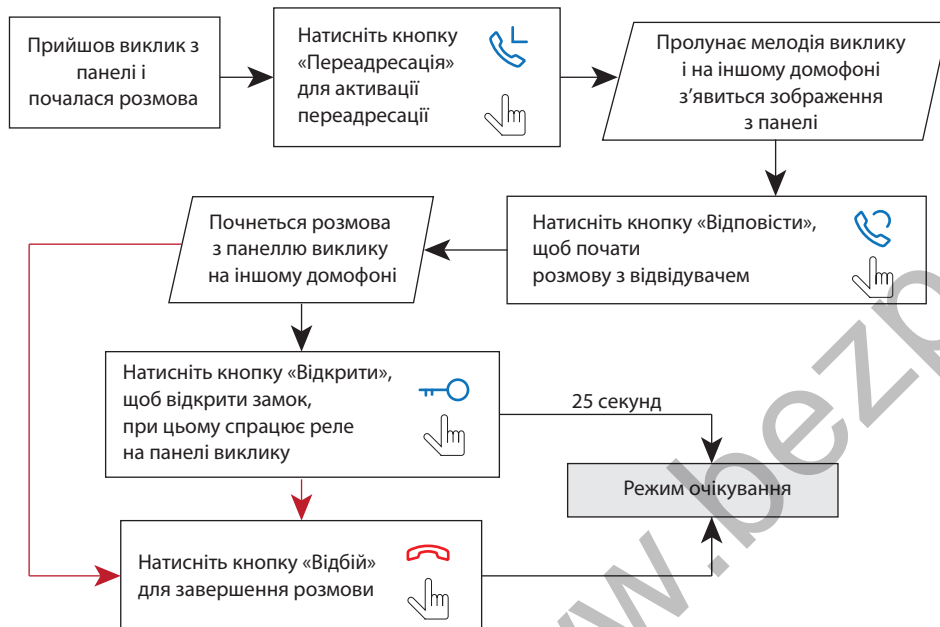 Прийшов виклик з
панелі і
почалася розмова
Натисніть кнопку
«Переадресація»
для активації
переадресації
Пролунає мелодія виклику
і на іншому домофоні
з’явиться зображення
з панелі
Почнеться розмова
з панеллю виклику
на іншому домофоні
Натисніть кнопку «Відповісти»,
щоб почати
розмову з відвідувачем
Натисніть кнопку «Відкрити»,
щоб відкрити замок,
при цьому спрацює реле
на панелі виклику
25 секунд
Режим очікування
Натисніть кнопку «Відбій»
для завершення розмови